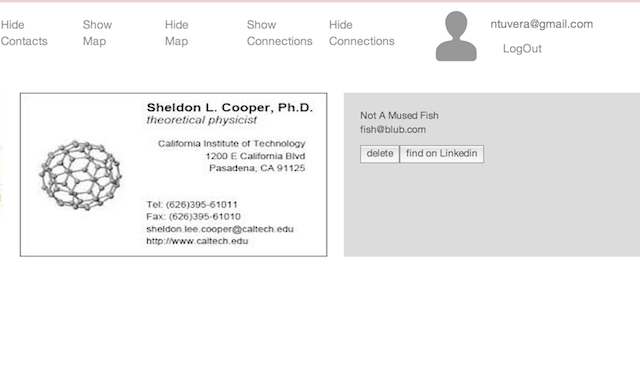 Hide Contacts
Show Map
Hide Map
Show Connections
Hide Connections
ntuvera@gmail.com
LogOut
Sheldon L. Cooper, Ph.D.
theoretical physicist
California Institute of Technology
1200 E California Blvd
Pasadena, CA 91125
Tel: (626)395-61011
Fax: (626)395-61010
sheldon.lee.cooper@caltech.edu
http://www.caltech.edu
Not A Mused Fish
fish@blub.com
delete
find on Linkedin